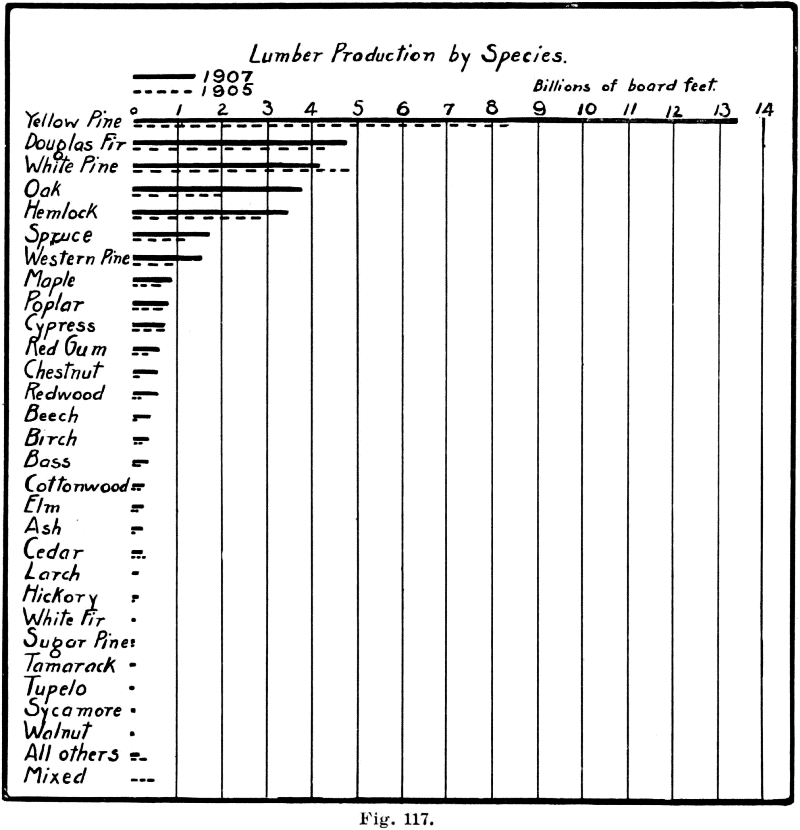 Lumber Production by Species.
1907
1905
Billions of board feet.
0 1 2 3 4 5 6 7 8 9 10 11 12 13 14
Yellow Pine
Douglas Fir
White Pine
Oak
Hemlock
Spruce
Western Pine
Maple
Poplar
Cypress
Red Gum
Chestnut
Redwood
Beech
Birch
Bass
Cottonwood
Elm
Ash
Cedar
Larch
Hickory
White Fir
Sugar Pine
Tamarack
Tupelo
Sycamore
Walnut
All others
Mixed
Fig. 117.